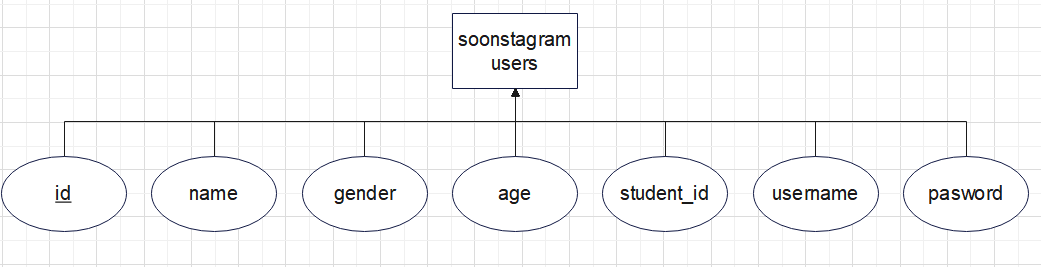 soonstagram
users
id
name
gender
age
student_id
username
pasword